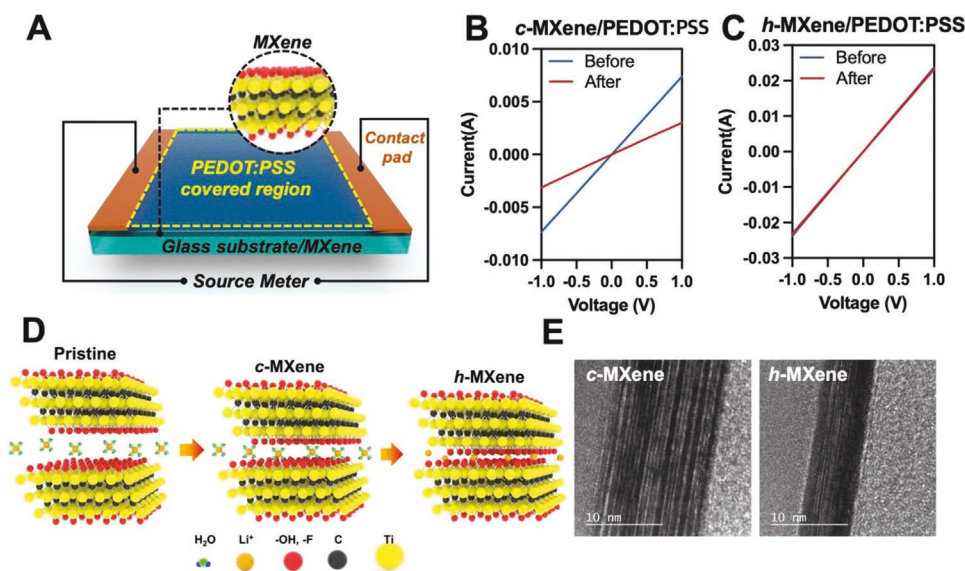 A
MXene
Contact
pad
PEDOT:PSS
covered region
Glass substrate/MXene
Source Meter
B
c-MXene/PEDOT:PSS
0.010
0.005
0.000
-0.005
-0.010
Current(A)
Before
After
-1.0 -0.5 0.0 0.5 1.0
Voltage (V)
C
h-MXene/PEDOT:PSS
0.03
0.02
0.01
0.00
-0.01
-0.02
-0.03
Current(A)
Before
After
-1.0 -0.5 0.0 0.5 1.0
Voltage (V)
D
Pristine
c-MXene
h-MXene
H₂O Li⁺ -OH, -F C Ti
E
c-MXene
10 nm
h-MXene
10 nm